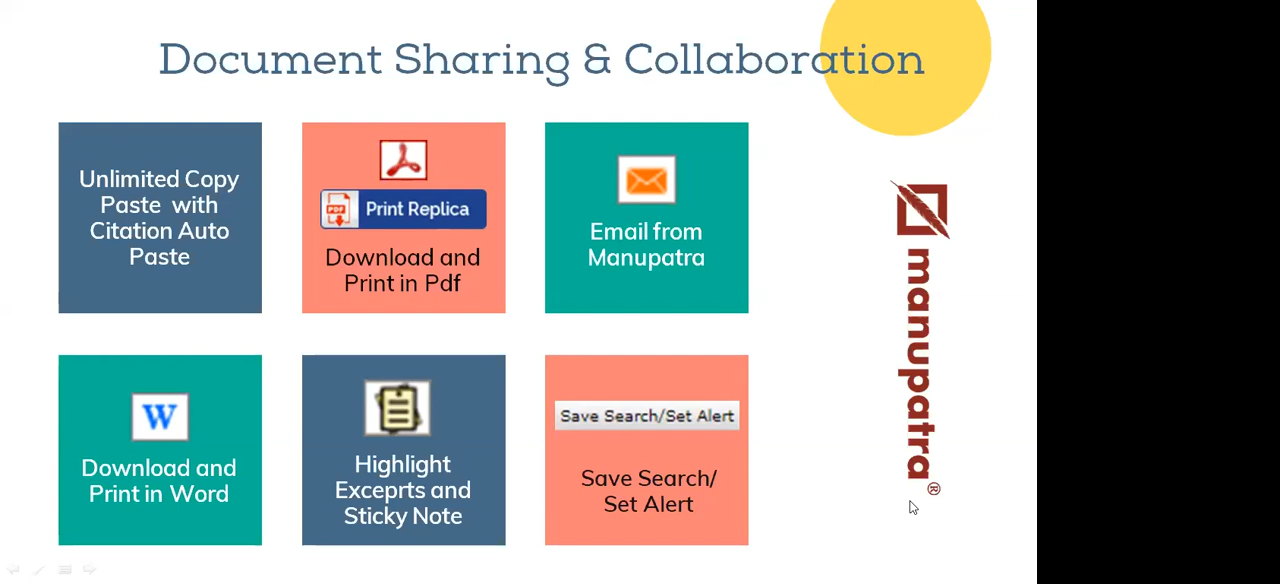 Document Sharing & Collaboration
Unlimited Copy
Paste with
Citation Auto
Paste
PDF
Print Replica
Download and
Print in Pdf
Email from
Manupatra
W
Download and
Print in Word
Highlight
Exceprts and
Sticky Note
Save Search/Set Alert
Save Search/
Set Alert
manupatra®